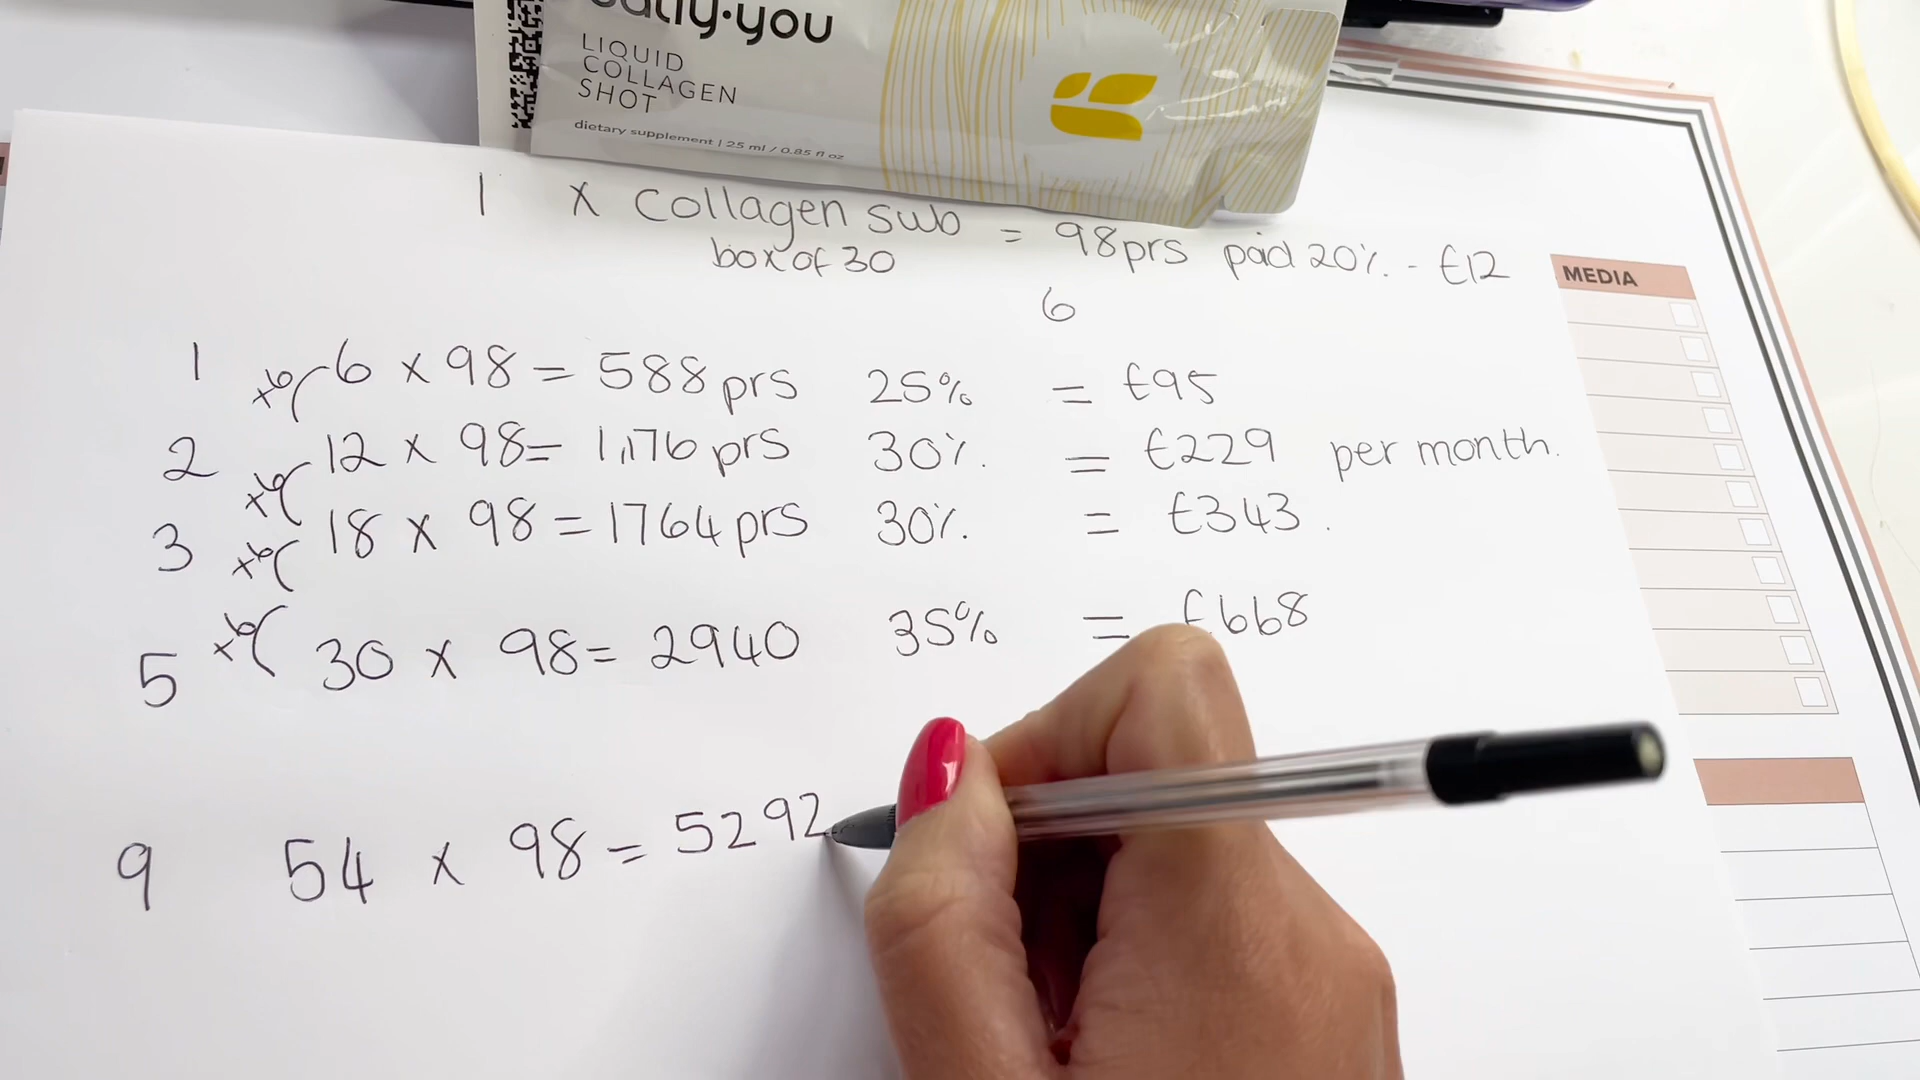 LIQUID
COLLAGEN
SHOT
dietary supplement | 25 ml / 0.85 fl oz
1 x Collagen sub = 98prs paid 20% - £12
box of 30
6
1 x6 6 x 98 = 588prs 25% = £95
2 x6 12 x 98 = 1,176 prs 30% = £229 per month.
3 x6 18 x 98 = 1764 prs 30% = £343.
5 x6 30 x 98 = 2940 35% = £668
9 54 x 98 = 5292
MEDIA